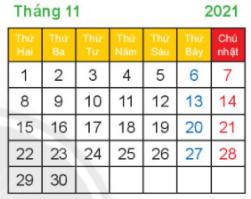 Tháng 11 2021
Thứ Hai Thứ Ba Thứ Tư Thứ Năm Thứ Sáu Thứ Bảy Chủ nhật
1 2 3 4 5 6 7
8 9 10 11 12 13 14
15 16 17 18 19 20 21
22 23 24 25 26 27 28
29 30